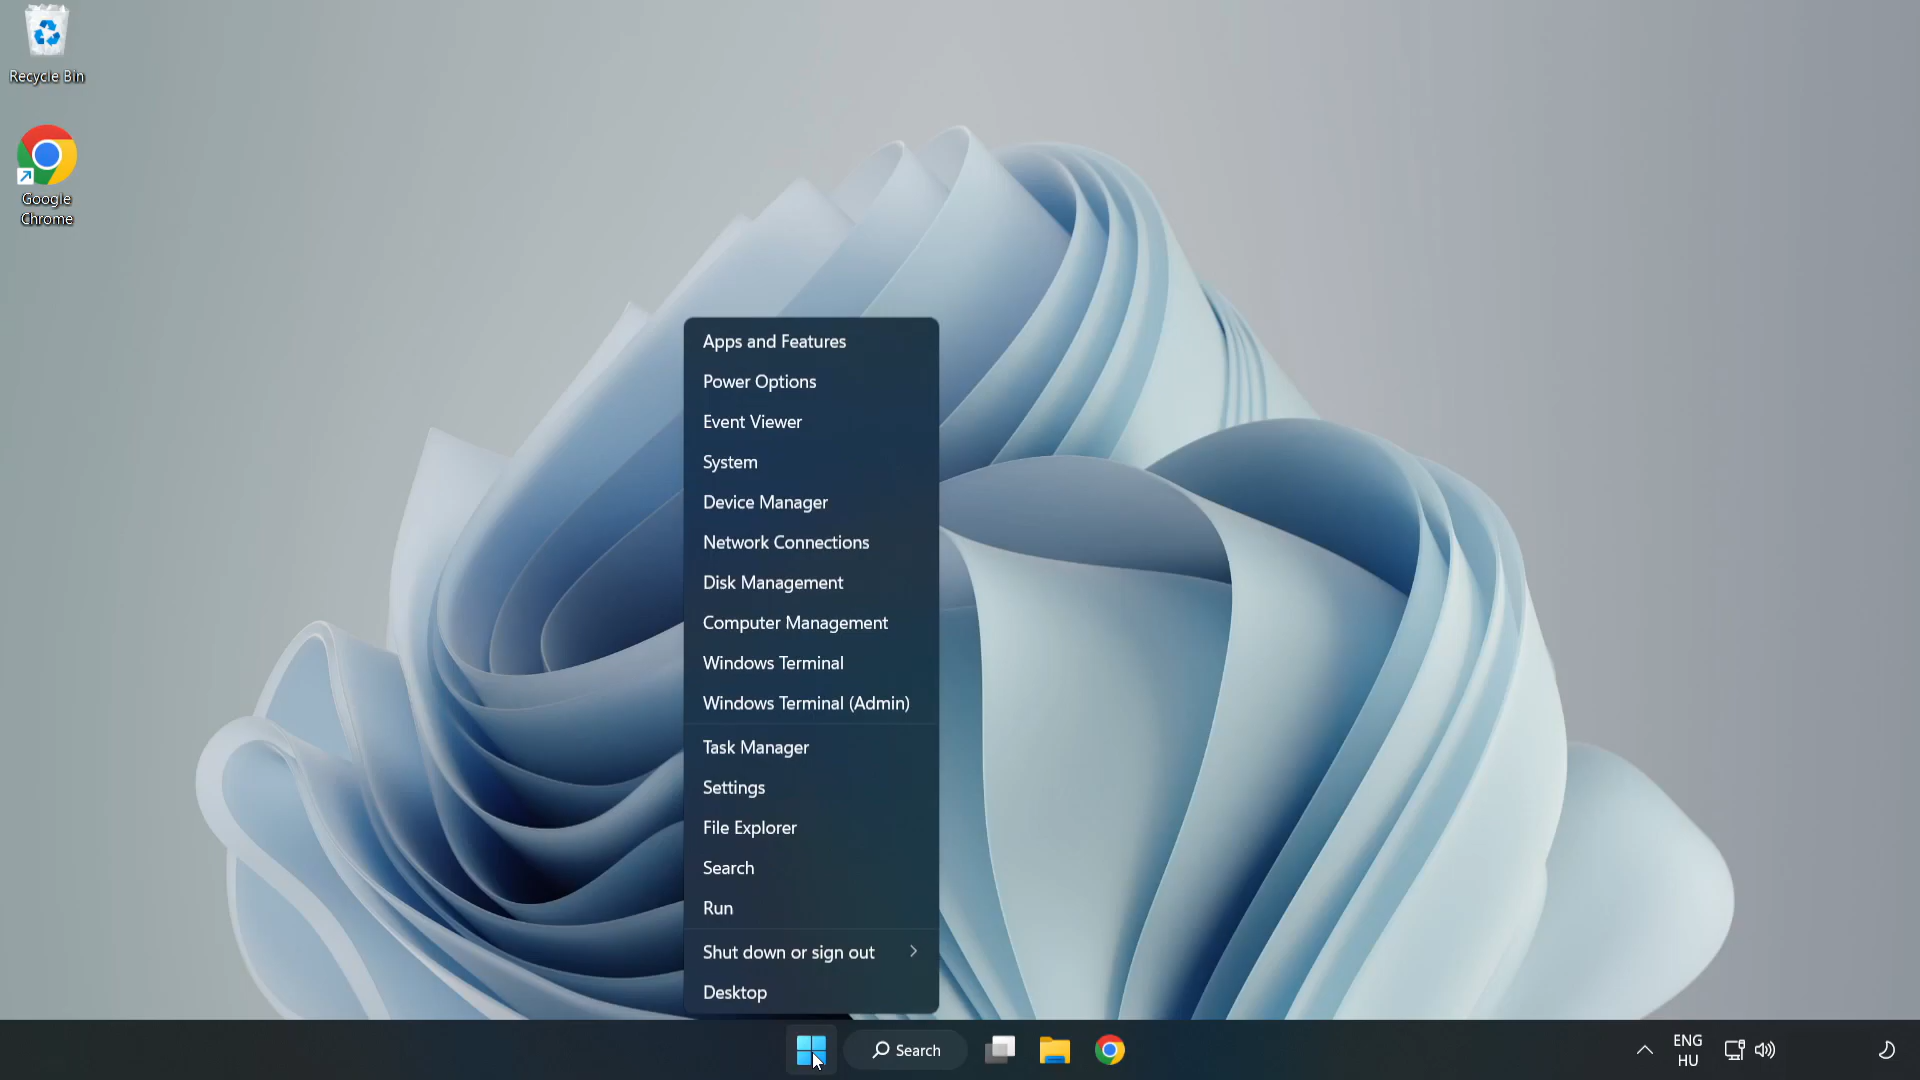 Recycle Bin
Google
Chrome
Apps and Features
Power Options
Event Viewer
System
Device Manager
Network Connections
Disk Management
Computer Management
Windows Terminal
Windows Terminal (Admin)
Task Manager
Settings
File Explorer
Search
Run
Shut down or sign out
Desktop
Search
ENG
HU